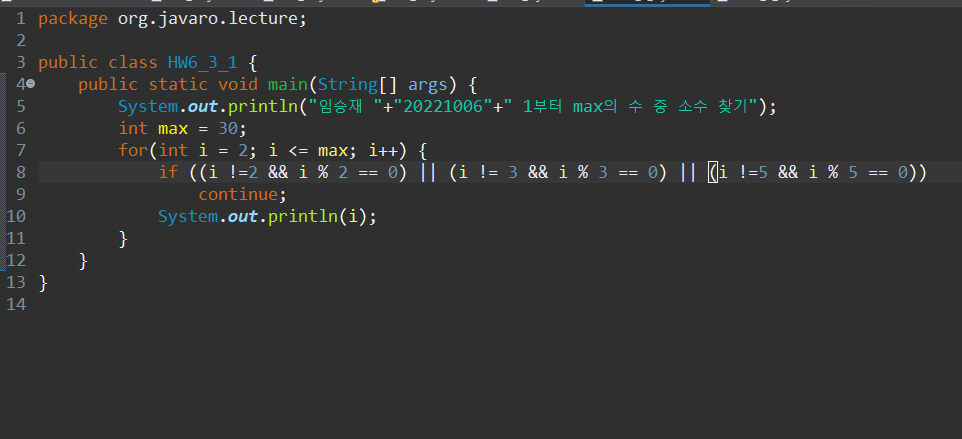 1 package org.javaro.lecture;
2
3 public class HW6_3_1 {
4 public static void main(String[] args) {
5 System.out.println("임승재 "+"20221006"+" 1부터 max의 수 중 소수 찾기");
6 int max = 30;
7 for(int i = 2; i <= max; i++) {
8 if ((i !=2 && i % 2 == 0) || (i != 3 && i % 3 == 0) || (i !=5 && i % 5 == 0))
9 continue;
10 System.out.println(i);
11 }
12 }
13 }
14